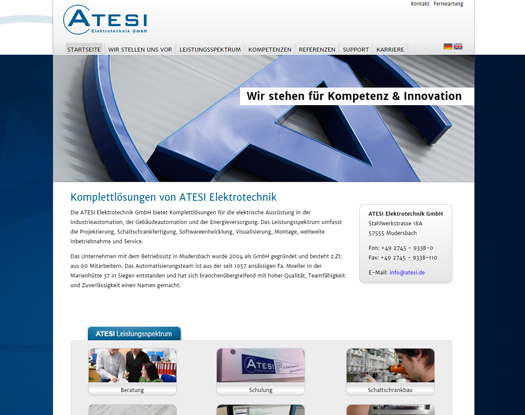 Kontakt Fernwartung
ATESI
Elektrotechnik GmbH
STARTSEITE WIR STELLEN UNS VOR LEISTUNGSSPEKTRUM KOMPETENZEN REFERENZEN SUPPORT KARRIERE
Wir stehen für Kompetenz & Innovation
Komplettlösungen von ATESI Elektrotechnik
Die ATESI Elektrotechnik GmbH bietet Komplettlösungen für die elektrische Ausrüstung in der
Industrieautomation, der Gebäudeautomation und der Energieversorgung. Das Leistungsspektrum umfasst
die Projektierung, Schaltschrankfertigung, Softwareentwicklung, Visualisierung, Montage, weltweite
Inbetriebnahme und Service.
Das Unternehmen mit dem Betriebssitz in Mudersbach wurde 2004 als GmbH gegründet und besteht z.Zt.
aus 60 Mitarbeitern. Das Automatisierungsteam ist aus der seit 1957 ansässigen Fa. Moeller in der
Marienhütte 37 in Siegen entstanden und hat sich branchenübergreifend mit hoher Qualität, Teamfähigkeit
und Zuverlässigkeit einen Namen gemacht.
ATESI Elektrotechnik GmbH
Stahlwerkstrasse 18A
57555 Mudersbach
Fon: +49 2745 - 9338-0
Fax: +49 2745 - 9338-110
E-Mail: info@atesi.de
ATESI Leistungsspektrum
ATESI
Beratung Schulung Schaltschrankbau